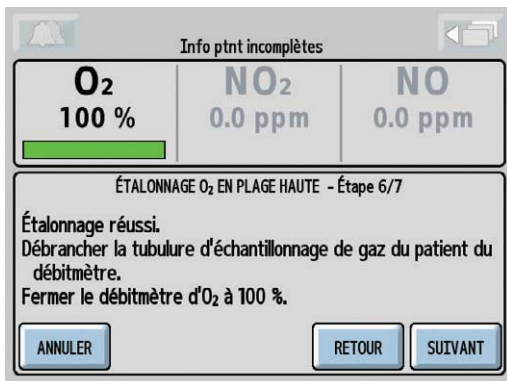 Info ptnt incomplètes
O₂ NO₂ NO
100 % 0.0 ppm 0.0 ppm
ÉTALONNAGE O₂ EN PLAGE HAUTE - Étape 6/7
Étalonnage réussi.
Débrancher la tubulure d'échantillonnage de gaz du patient du
débitmètre.
Fermer le débitmètre d'O₂ à 100 %.
ANNULER RETOUR SUIVANT